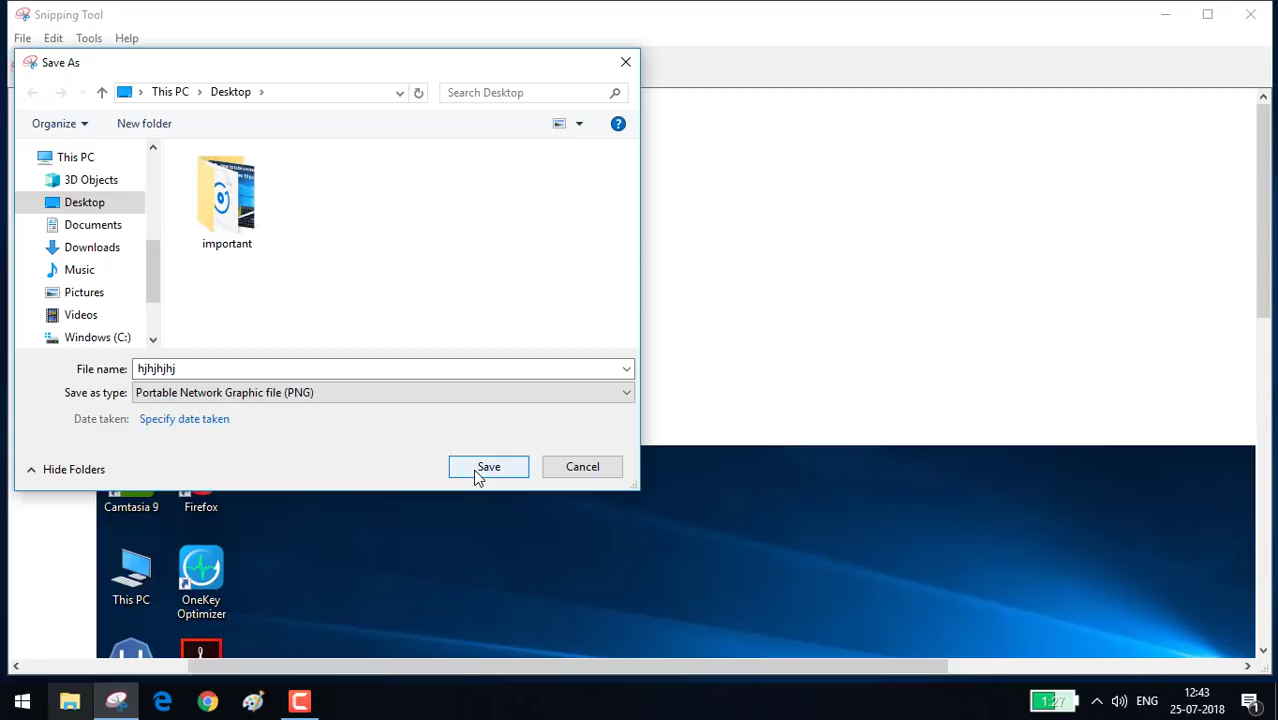 Snipping Tool
File Edit Tools Help
Save As
This PC Desktop
Search Desktop
Organize New folder
This PC
3D Objects
Desktop
Documents
Downloads
Music
Pictures
Videos
Windows (C:)
important
File name: hjhjhjhj
Save as type: Portable Network Graphic file (PNG)
Date taken: Specify date taken
Hide Folders
Save Cancel
Camtasia 9 Firefox
This PC OneKey
Optimizer
1:27 ENG
12:43
25-07-2018
1